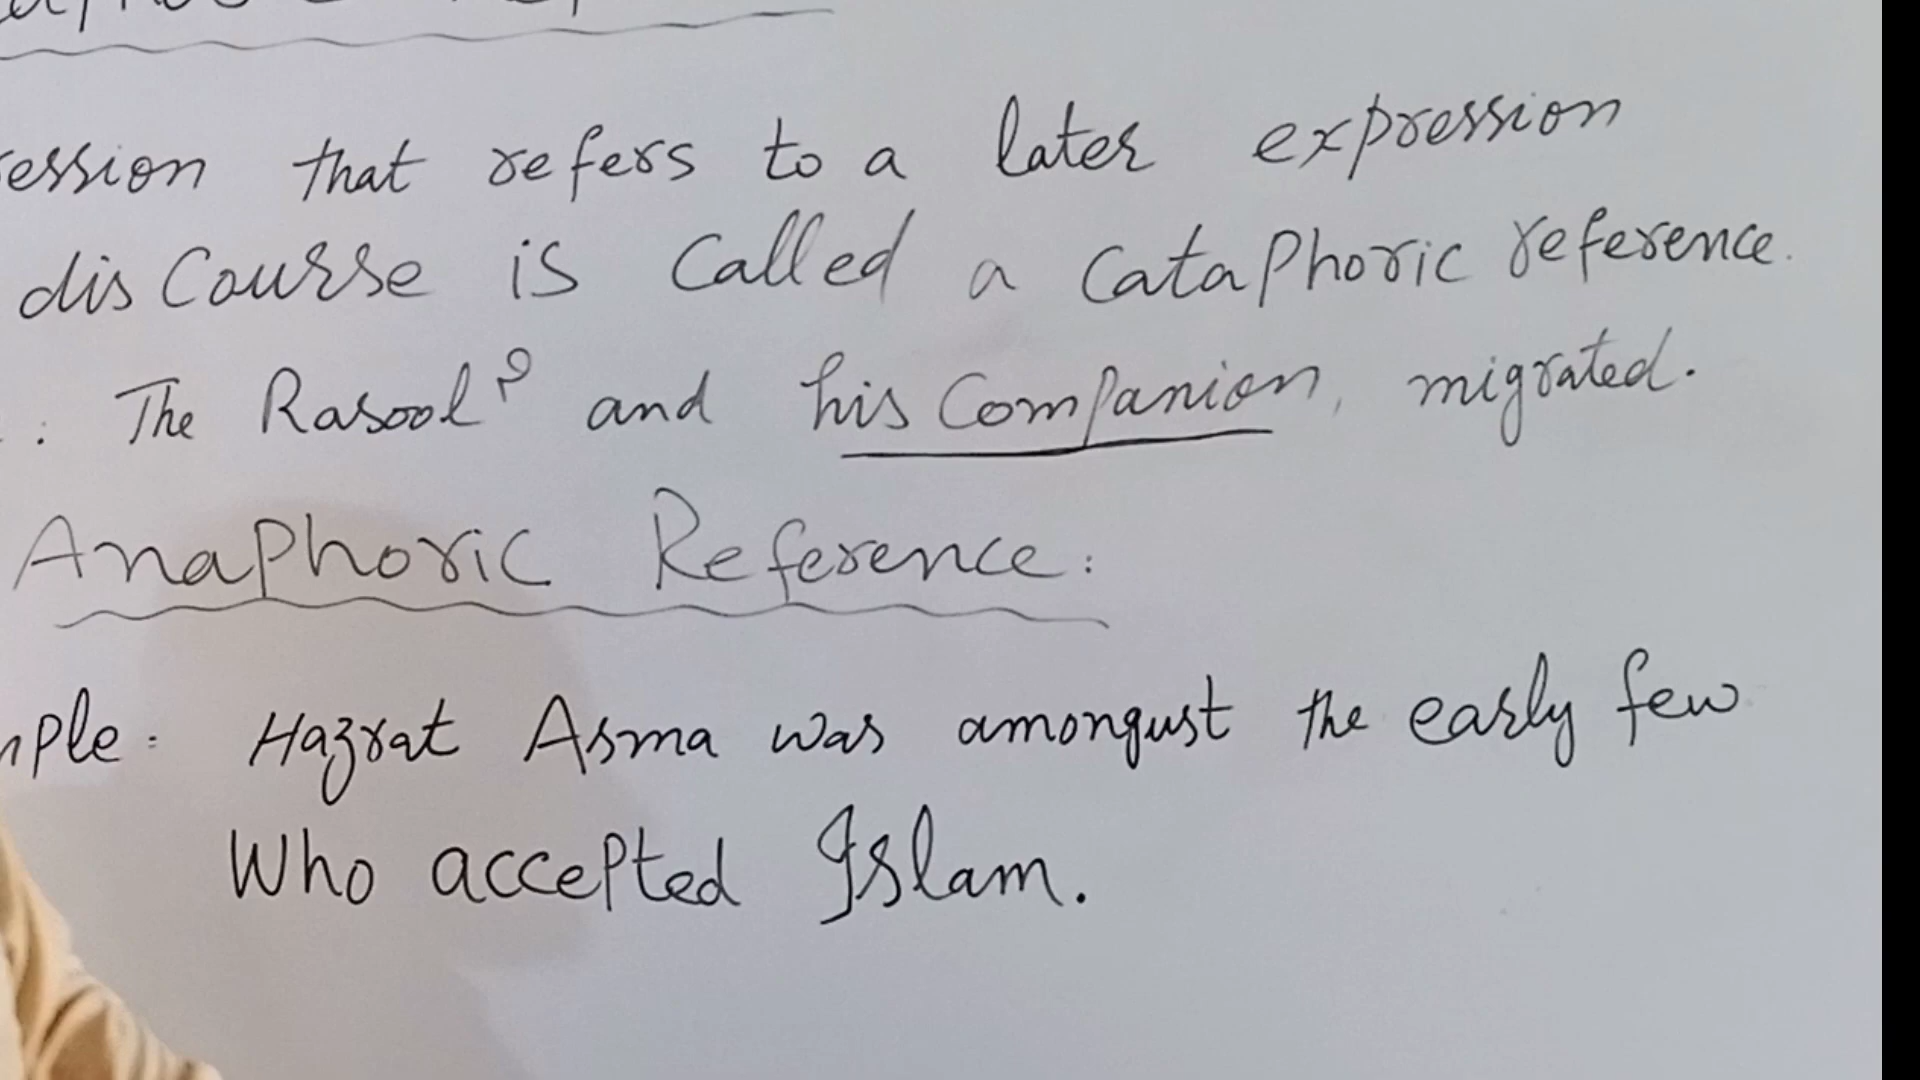 ession that refers to a later expression
discourse is called a cataphoric reference.
: The Rasool and his Companion, migrated.
Anaphoric Reference:
mple: Hazrat Asma was amongust the early few
Who accepted Islam.